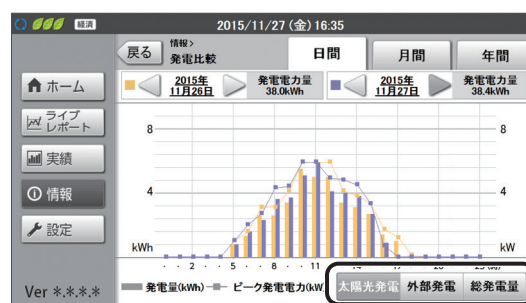 経済 2015/11/27(金)16:35
戻る 情報> 発電比較 日間 月間 年間
2015年 11月26日 発電電力量 38.0kWh 2015年 11月27日 発電電力量 38.4kWh
ホーム
ライブ レポート
実績
情報
設定
Ver *.*.*.*
8 8
4 4
kWh kW
5 8 11
発電量(kWh) ピーク発電電力(kW)
太陽光発電 外部発電 総発電量